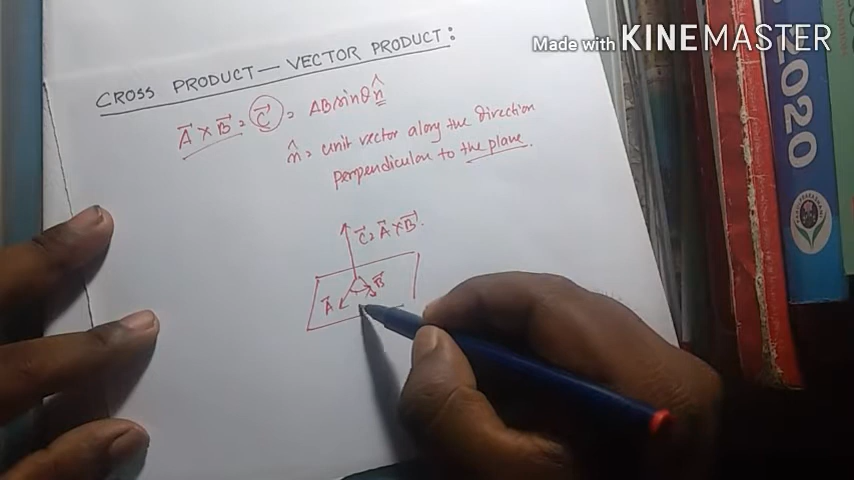 Made with KINEMASTER
CROSS PRODUCT — VECTOR PRODUCT :
A⃗ × B⃗ = C⃗ = AB sinθ n̂
n̂ = unit vector along the direction
perpendicular to the plane.
C⃗ = A⃗ × B⃗.
B⃗
A⃗
2020